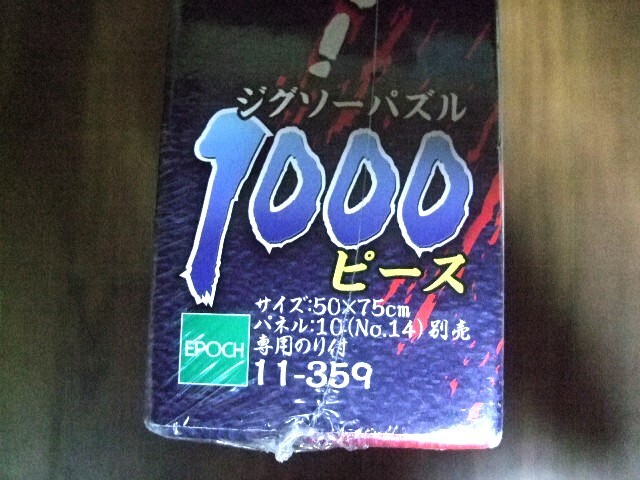 ジグソーパズル
1000
ピース
サイズ:50×75cm
パネル:10(No.14)別売
専用のり付
EPOCH
11-359